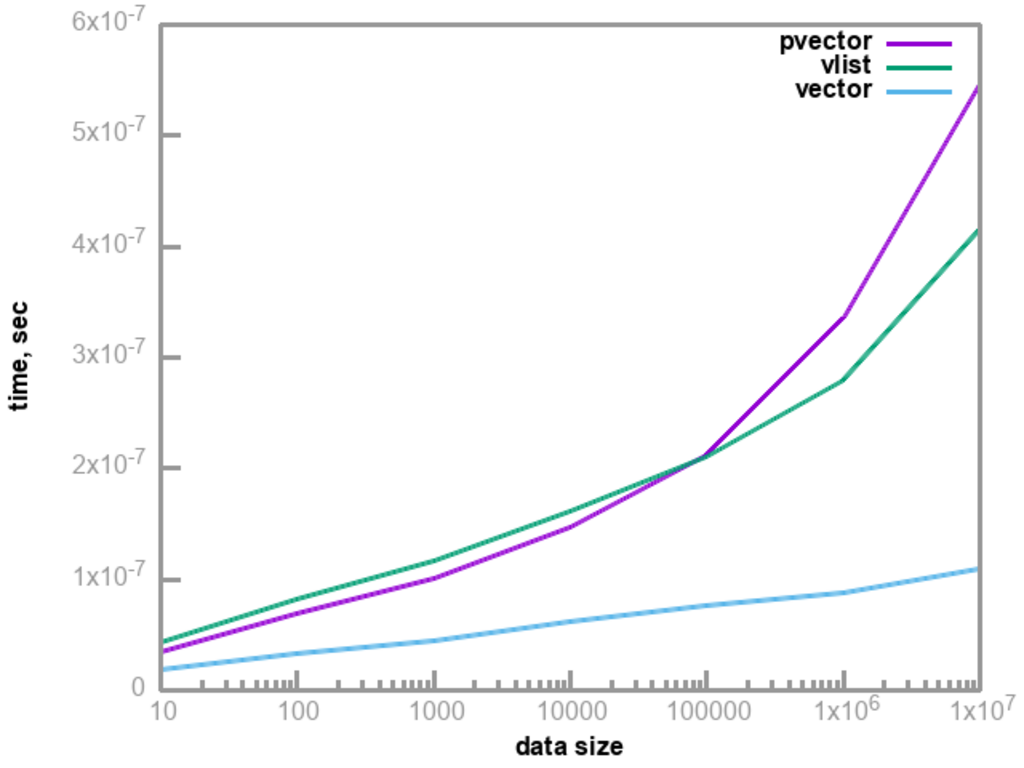 6x10⁻⁷
pvector
vlist
vector
5x10⁻⁷
4x10⁻⁷
3x10⁻⁷
2x10⁻⁷
1x10⁻⁷
0
time, sec
10 100 1000 10000 100000 1x10⁶ 1x10⁷
data size